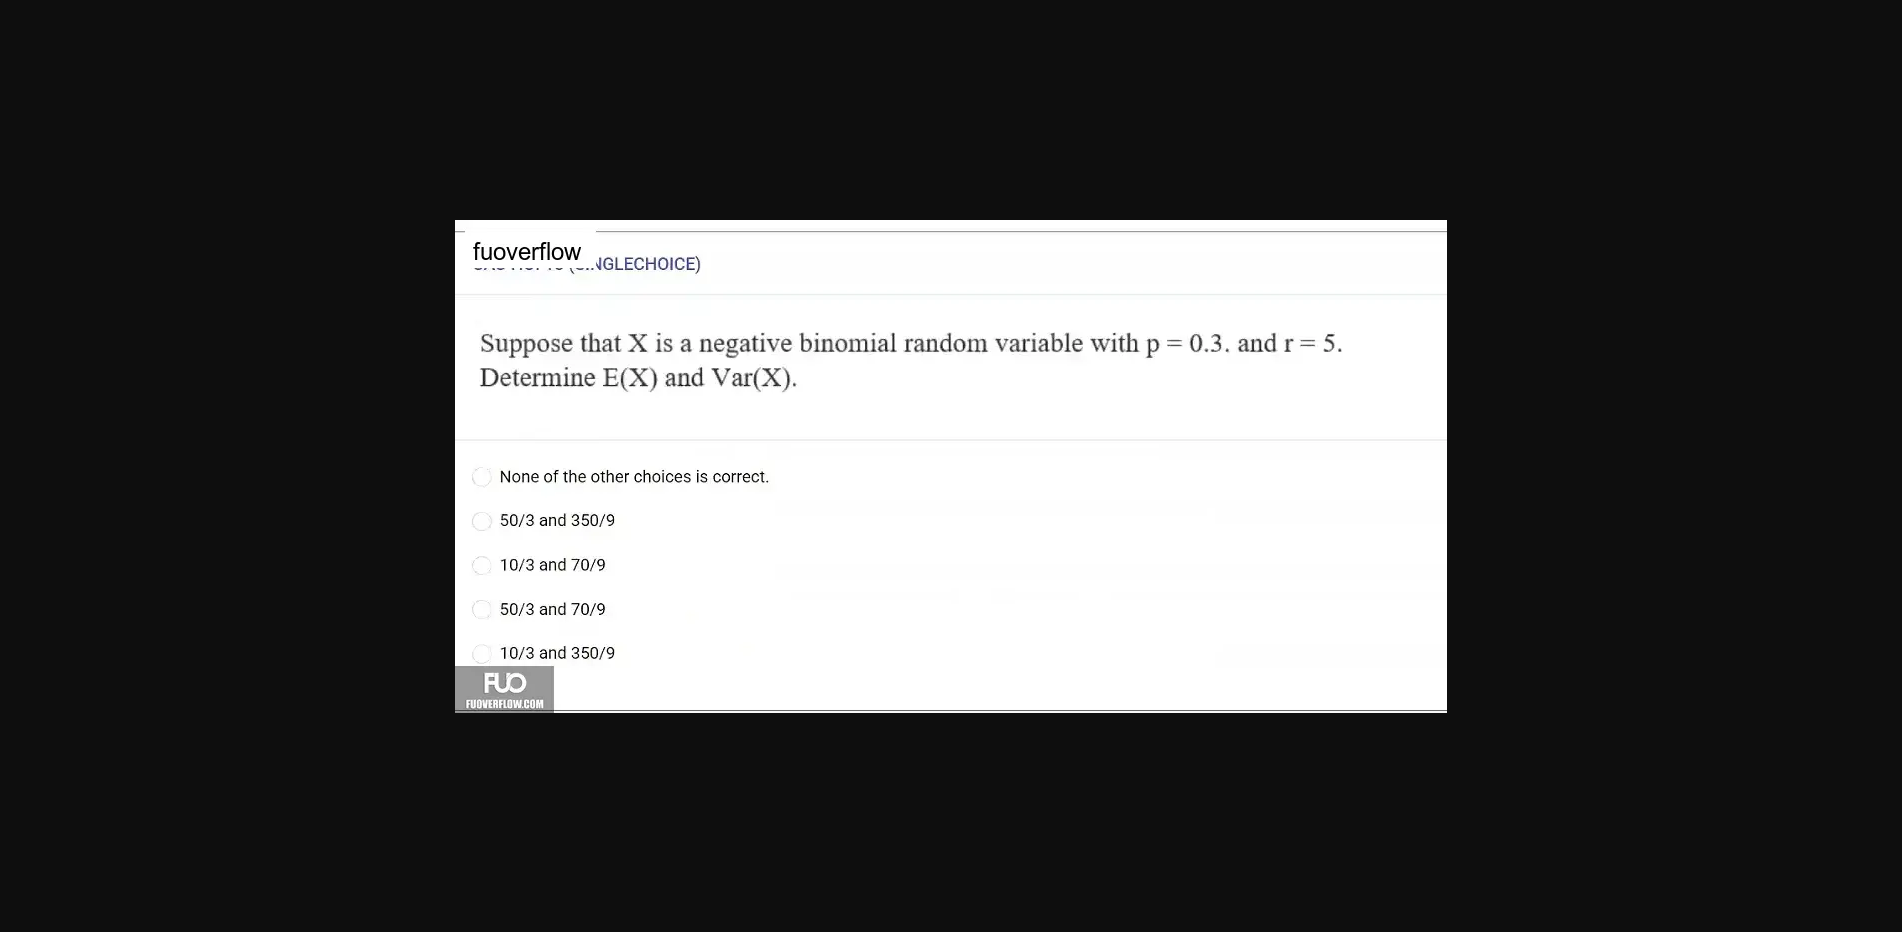 fuoverflow
NGLECHOICE)
Suppose that X is a negative binomial random variable with p = 0.3. and r = 5.
Determine E(X) and Var(X).
None of the other choices is correct.
50/3 and 350/9
10/3 and 70/9
50/3 and 70/9
10/3 and 350/9
FUO
FUOVERFLOW.COM